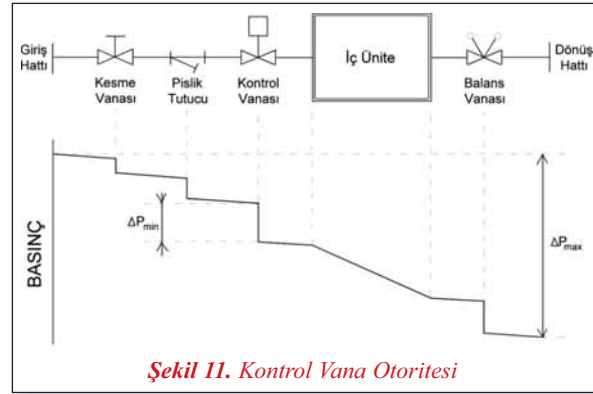 Giriş
Hattı
Kesme
Vanası
Pislik
Tutucu
Kontrol
Vanası
İç Ünite
Balans
Vanası
Dönüş
Hattı
BASINÇ
ΔPmin
ΔPmax
Şekil 11. Kontrol Vana Otoritesi